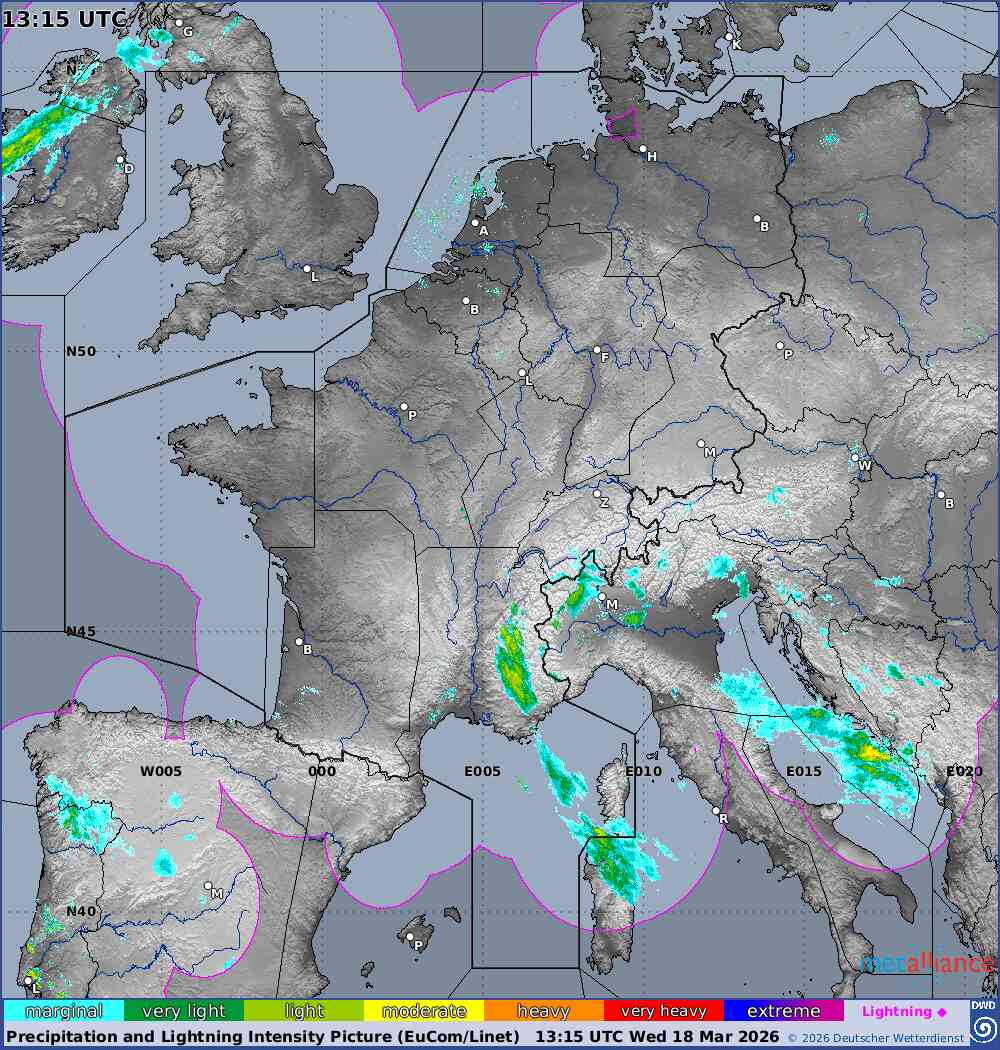 13:15 UTC
G
K
N
D
H
A
B
L
B
N50
F
P
L
P
M
W
B
Z
M
N45
B
W005
000
E005
E010
E015
E020
R
M
N40
P
L
metalliance
marginal
very light
light
moderate
heavy
very heavy
extreme
Lightning ◆
DWD
Precipitation and Lightning Intensity Picture (EuCom/Linet) 13:15 UTC Wed 18 Mar 2026 © 2026 Deutscher Wetterdienst